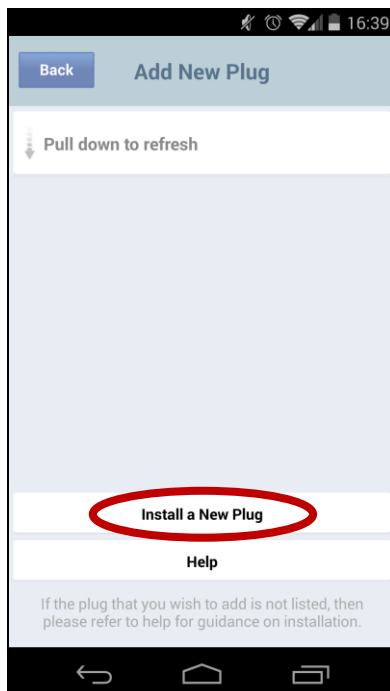 16:39
Back
Add New Plug
Pull down to refresh
Install a New Plug
Help
If the plug that you wish to add is not listed, then
please refer to help for guidance on installation.